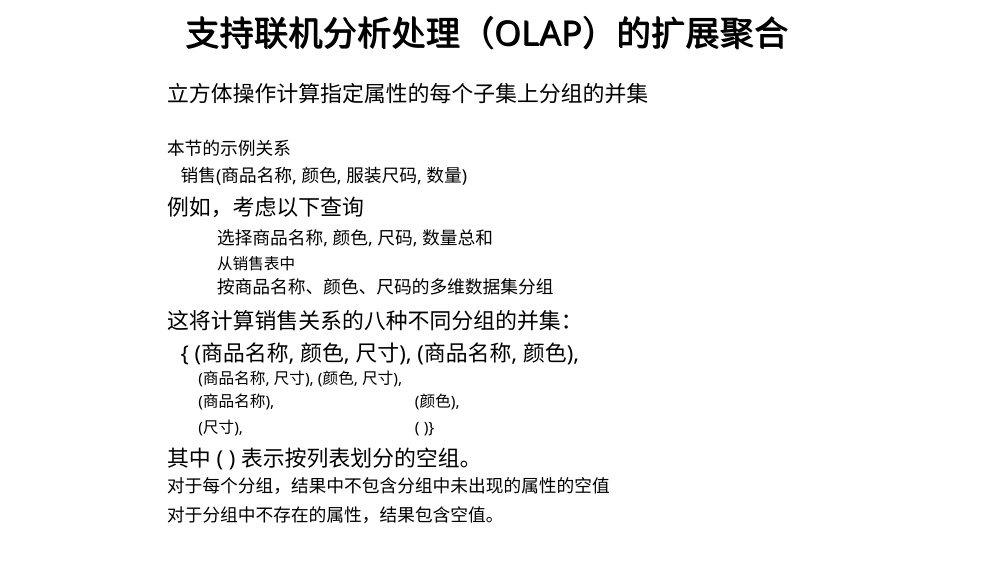 支持联机分析处理（OLAP）的扩展聚合
立方体操作计算指定属性的每个子集上分组的并集
本节的示例关系
销售(商品名称, 颜色, 服装尺码, 数量)
例如，考虑以下查询
选择商品名称, 颜色, 尺码, 数量总和
从销售表中
按商品名称、颜色、尺码的多维数据集分组
这将计算销售关系的八种不同分组的并集：
{ (商品名称, 颜色, 尺寸), (商品名称, 颜色),
(商品名称, 尺寸), (颜色, 尺寸),
(商品名称), (颜色),
(尺寸), ( )}
其中 ( ) 表示按列表划分的空组。
对于每个分组，结果中不包含分组中未出现的属性的空值
对于分组中不存在的属性，结果包含空值。